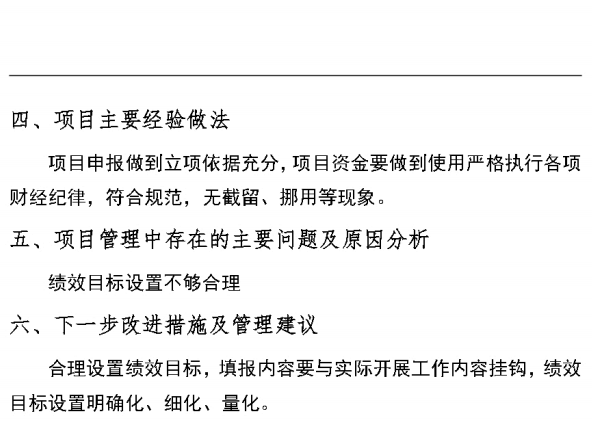 四、项目主要经验做法
项目申报做到立项依据充分，项目资金要做到使用严格执行各项
财经纪律，符合规范，无截留、挪用等现象。
五、项目管理中存在的主要问题及原因分析
绩效目标设置不够合理
六、下一步改进措施及管理建议
合理设置绩效目标，填报内容要与实际开展工作内容挂钩，绩效
目标设置明确化、细化、量化。